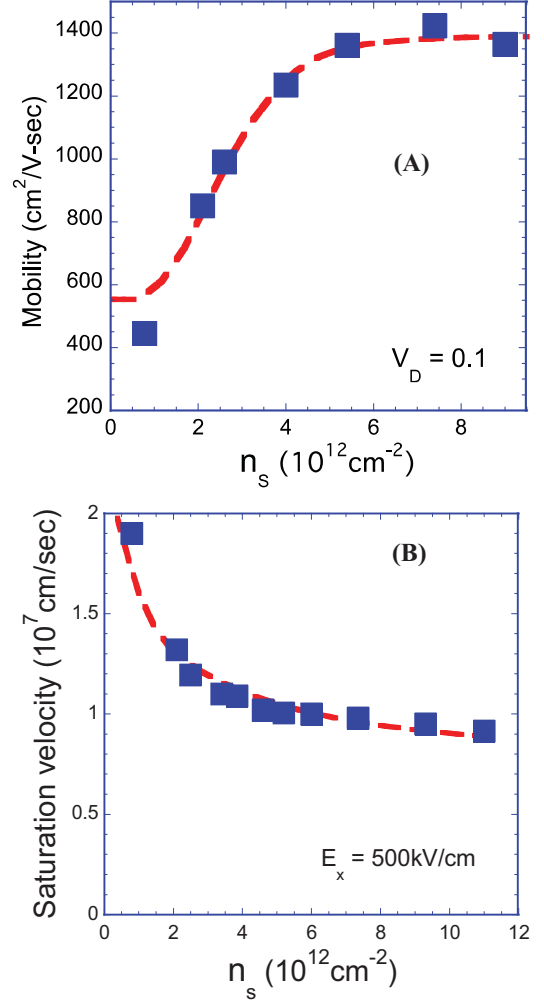 1400
1200
1000
800
600
400
200
Mobility (cm²/V-sec)
(A)
V_D = 0.1
0 2 4 6 8
n_s (10¹²cm⁻²)
2
1.5
1
0.5
0
Saturation velocity (10⁷cm/sec)
(B)
E_x = 500kV/cm
0 2 4 6 8 10 12
n_s (10¹²cm⁻²)